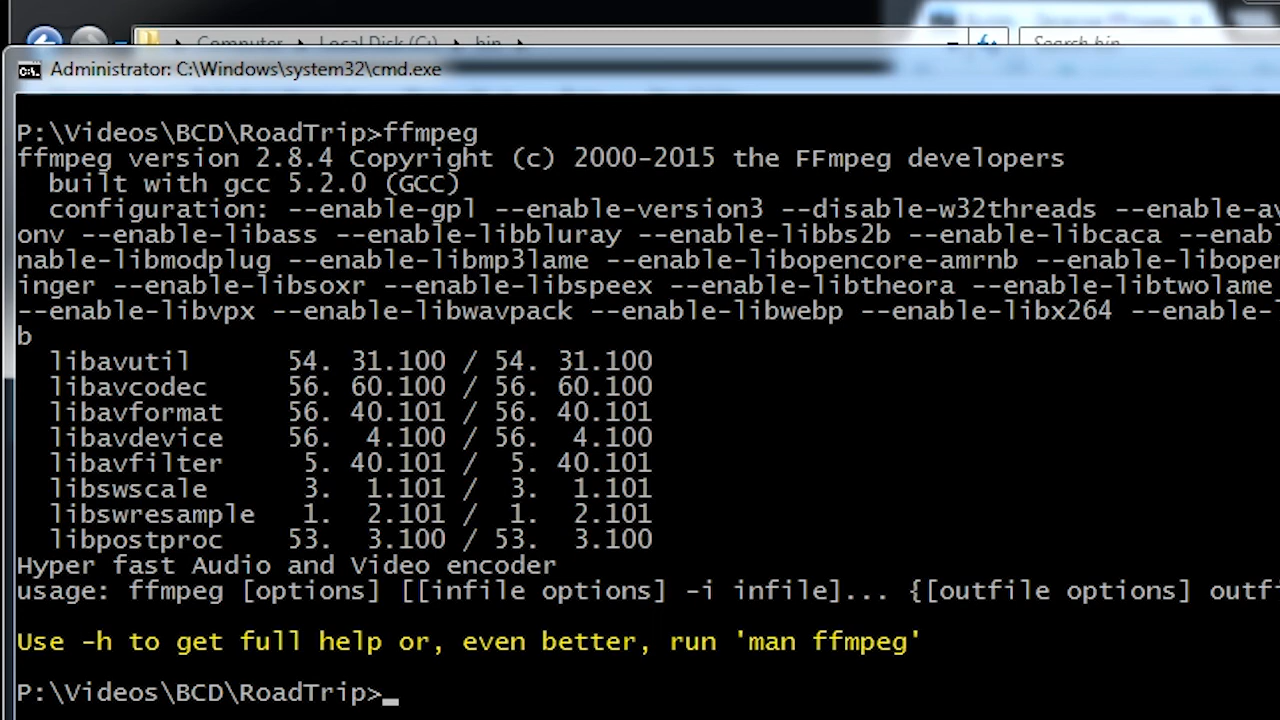 Computer Local Disk (C:) bin
Search bin
Administrator: C:\Windows\system32\cmd.exe
P:\Videos\BCD\RoadTrip>ffmpeg
ffmpeg version 2.8.4 Copyright (c) 2000-2015 the FFmpeg developers
built with gcc 5.2.0 (GCC)
configuration: --enable-gpl --enable-version3 --disable-w32threads --enable-av
onv --enable-libass --enable-libbluray --enable-libbs2b --enable-libcaca --enabl
nable-libmodplug --enable-libmp3lame --enable-libopencore-amrnb --enable-libopen
inger --enable-libsoxr --enable-libspeex --enable-libtheora --enable-libtwolame
--enable-libvpx --enable-libwavpack --enable-libwebp --enable-libx264 --enable-
b
libavutil 54. 31.100 / 54. 31.100
libavcodec 56. 60.100 / 56. 60.100
libavformat 56. 40.101 / 56. 40.101
libavdevice 56. 4.100 / 56. 4.100
libavfilter 5. 40.101 / 5. 40.101
libswscale 3. 1.101 / 3. 1.101
libswresample 1. 2.101 / 1. 2.101
libpostproc 53. 3.100 / 53. 3.100
Hyper fast Audio and Video encoder
usage: ffmpeg [options] [[infile options] -i infile]... {[outfile options] outfi
Use -h to get full help or, even better, run 'man ffmpeg'
P:\Videos\BCD\RoadTrip>_